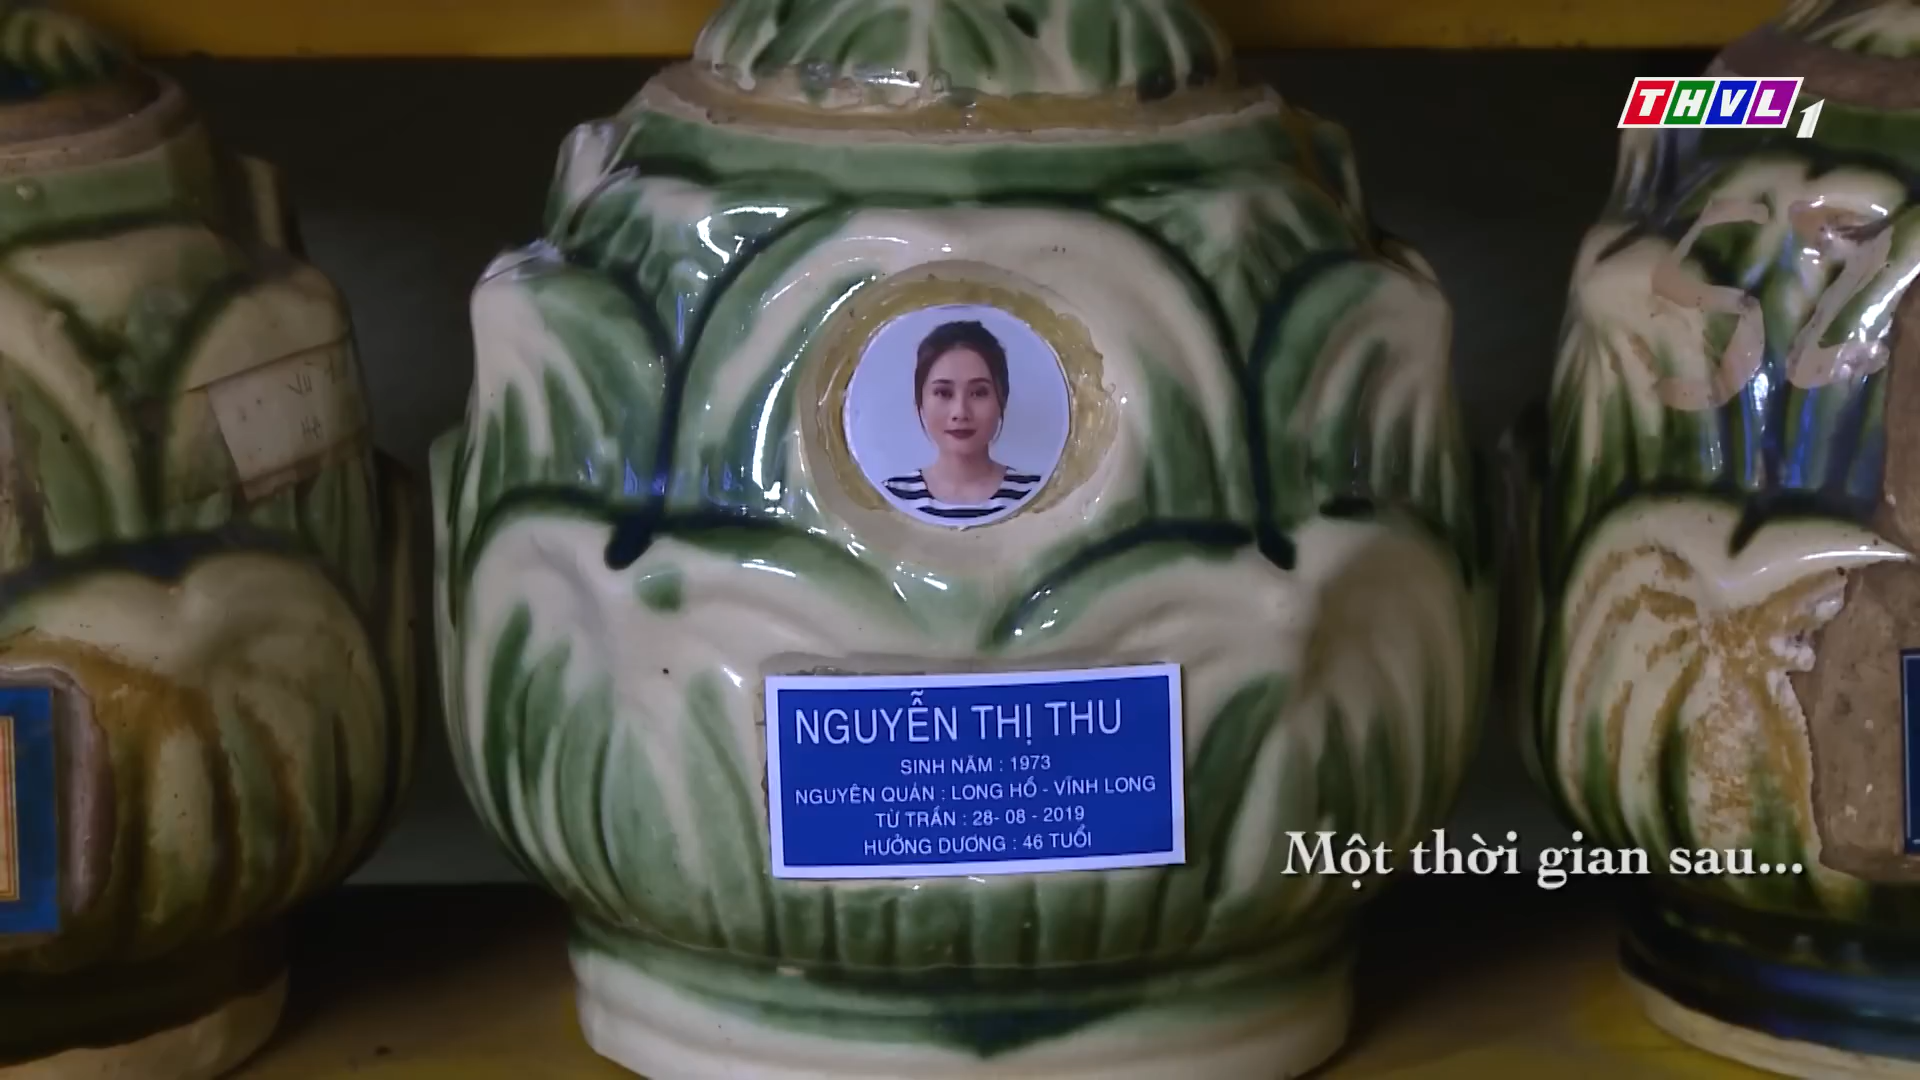 THVL1
NGUYỄN THỊ THU
SINH NĂM : 1973
NGUYÊN QUÁN : LONG HỒ - VĨNH LONG
TỪ TRẦN : 28- 08 - 2019
HƯỞNG DƯƠNG : 46 TUỔI
Một thời gian sau...